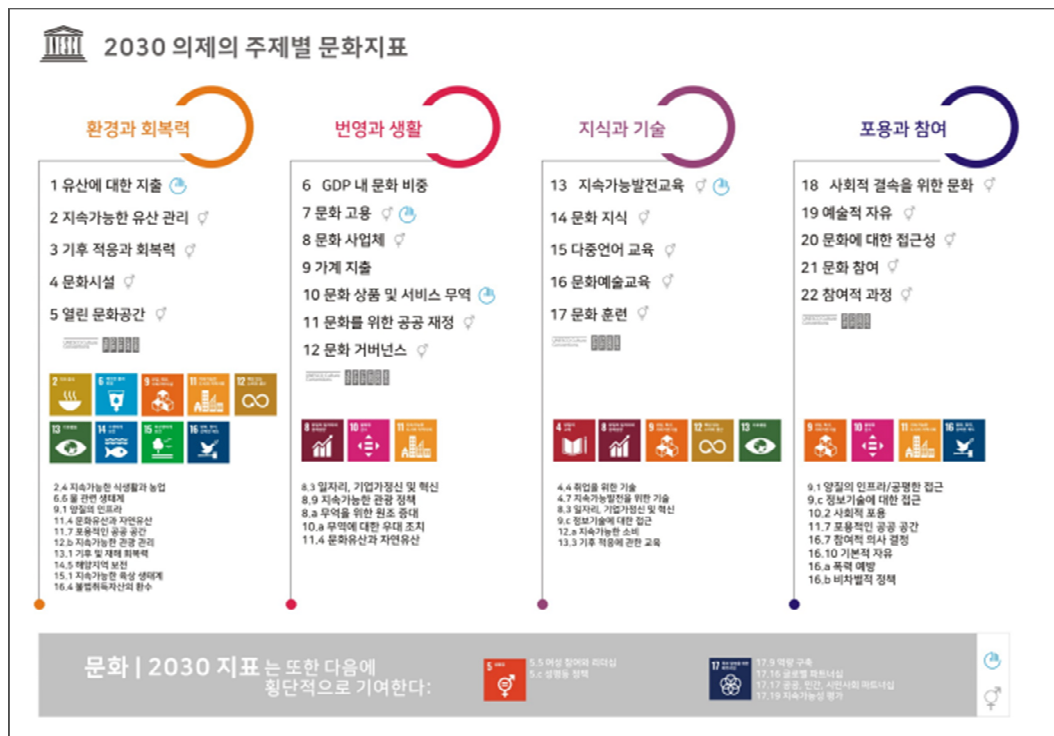 2030 의제의 주제별 문화지표
환경과 회복력
1 유산에 대한 지출
2 지속가능한 유산 관리
3 기후 적응과 회복력
4 문화시설
5 열린 문화공간
2
6
9
11
12
13
14
15
16
2.4 지속가능한 식생활과 농업
6.6 물 관련 생태계
9.1 양질의 인프라
11.4 문화유산과 자연유산
11.7 포용적인 공공 공간
12.b 지속가능한 관광 관리
13.1 기후 및 재해 회복력
14.5 해양지역 보전
15.1 지속가능한 육상 생태계
16.4 불법취득자산의 환수
번영과 생활
6 GDP 내 문화 비중
7 문화 고용
8 문화 사업체
9 가계 지출
10 문화 상품 및 서비스 무역
11 문화를 위한 공공 재정
12 문화 거버넌스
8
10
11
8.3 일자리, 기업가정신 및 혁신
8.9 지속가능한 관광 정책
8.a 무역을 위한 원조 증대
10.a 무역에 대한 우대 조치
11.4 문화유산과 자연유산
지식과 기술
13 지속가능발전교육
14 문화 지식
15 다중언어 교육
16 문화예술교육
17 문화 훈련
4
8
9
12
13
4.4 취업을 위한 기술
4.7 지속가능발전을 위한 기술
8.3 일자리, 기업가정신 및 혁신
9.c 정보기술에 대한 접근
12.a 지속가능한 소비
13.3 기후 적응에 관한 교육
포용과 참여
18 사회적 결속을 위한 문화
19 예술적 자유
20 문화에 대한 접근성
21 문화 참여
22 참여적 과정
9
10
11
16
9.1 양질의 인프라/공평한 접근
9.c 정보기술에 대한 접근
10.2 사회적 포용
11.7 포용적인 공공 공간
16.7 참여적 의사 결정
16.10 기본적 자유
16.a 폭력 예방
16.b 비차별적 정책
문화 | 2030 지표 는 또한 다음에
횡단적으로 기여한다:
5
5.5 여성 참여와 리더십
5.c 성평등 정책
17
17.9 역량 구축
17.16 글로벌 파트너십
17.17 공공, 민간, 시민사회 파트너십
17.19 지속가능성 평가